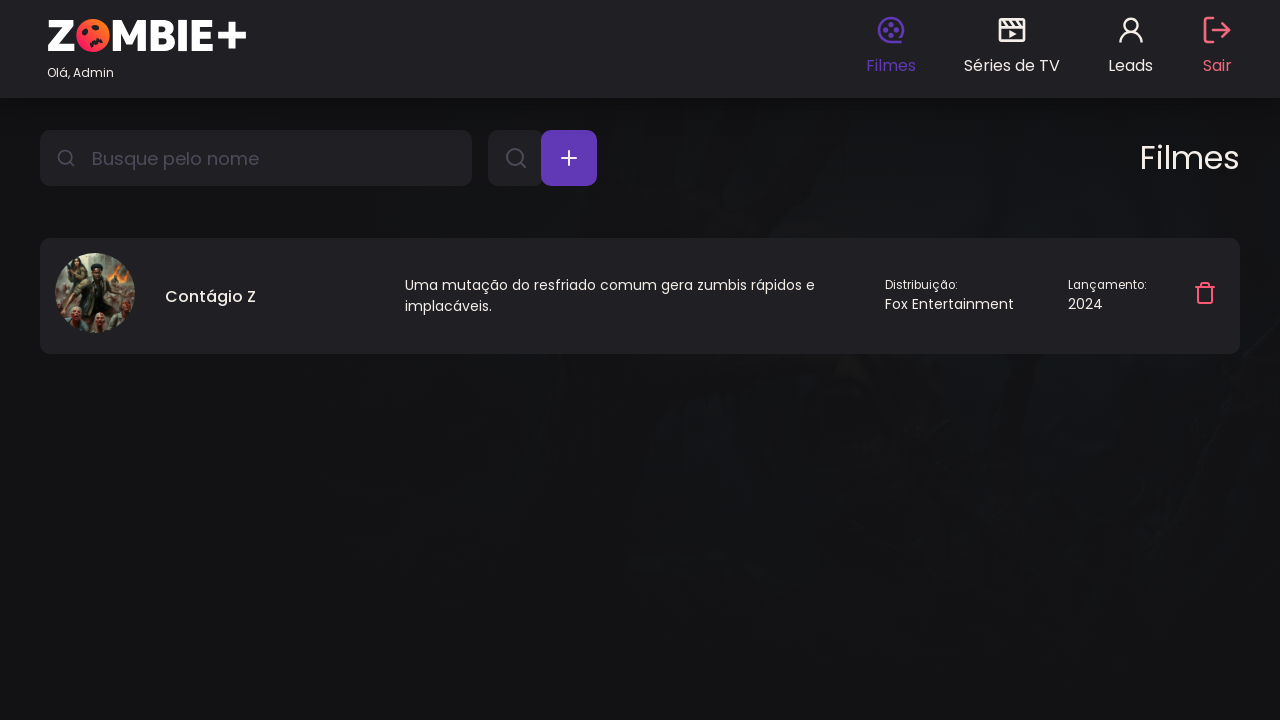 ZOMBIE+
Olá, Admin
Filmes
Séries de TV
Leads
Sair
Busque pelo nome
Filmes
Contágio Z
Uma mutação do resfriado comum gera zumbis rápidos e
implacáveis.
Distribuição:
Fox Entertainment
Lançamento:
2024